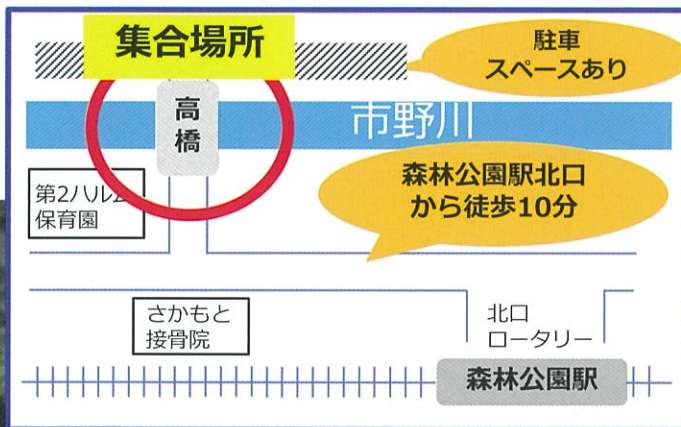 集合場所
駐車
スペースあり
高橋
市野川
森林公園駅北口
から徒歩10分
第2ハルム
保育園
さかもと
接骨院
北口
ロータリー
森林公園駅